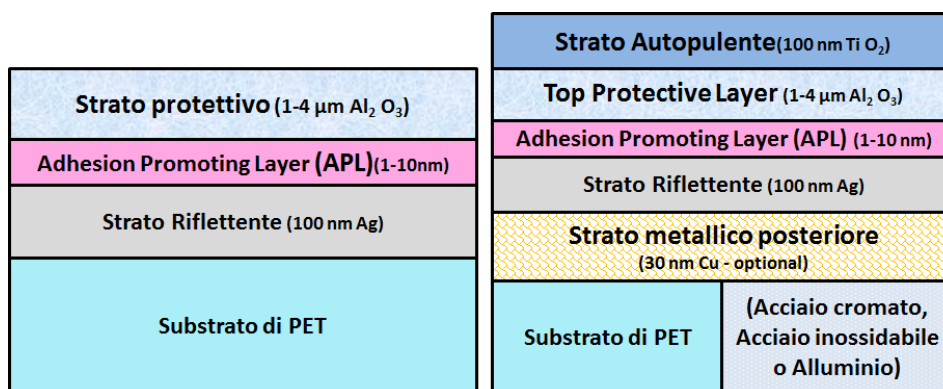 Strato protettivo (1-4 μm Al₂ O₃)
Adhesion Promoting Layer (APL)(1-10nm)
Strato Riflettente (100 nm Ag)
Substrato di PET
Strato Autopulente(100 nm Ti O₂)
Top Protective Layer (1-4 μm Al₂ O₃)
Adhesion Promoting Layer (APL) (1-10 nm)
Strato Riflettente (100 nm Ag)
Strato metallico posteriore
(30 nm Cu - optional)
Substrato di PET
(Acciaio cromato,
Acciaio inossidabile
o Alluminio)